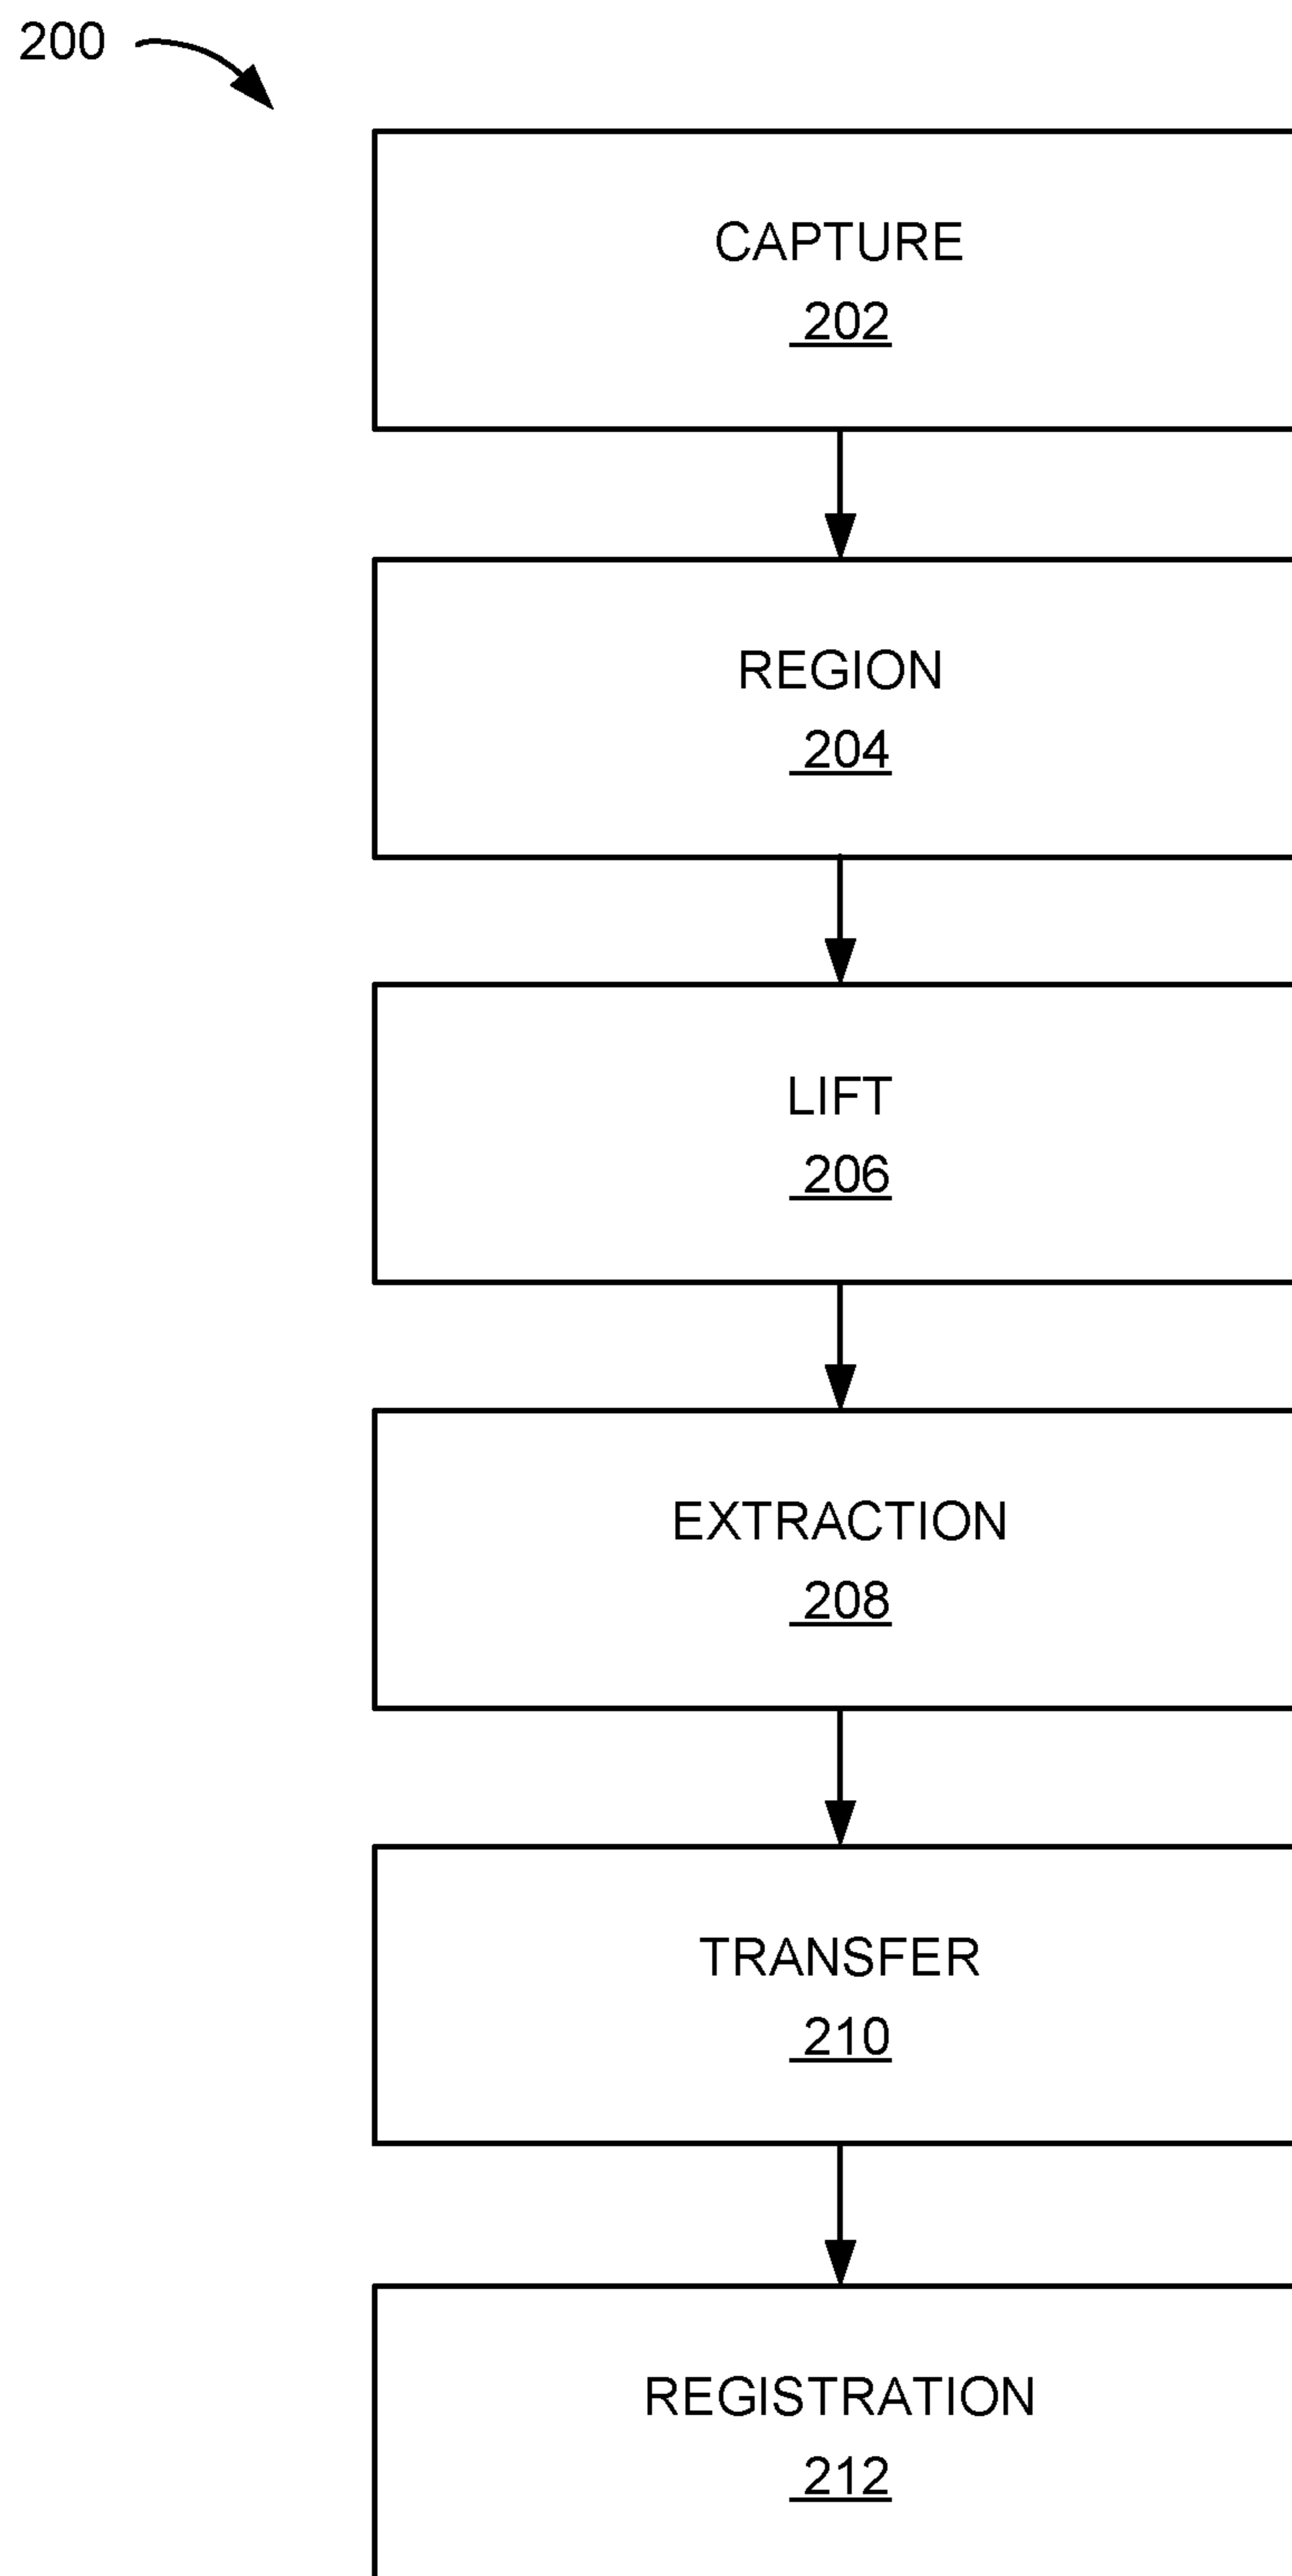 200
CAPTURE
202
REGION
204
LIFT
206
EXTRACTION
208
TRANSFER
210
REGISTRATION
212